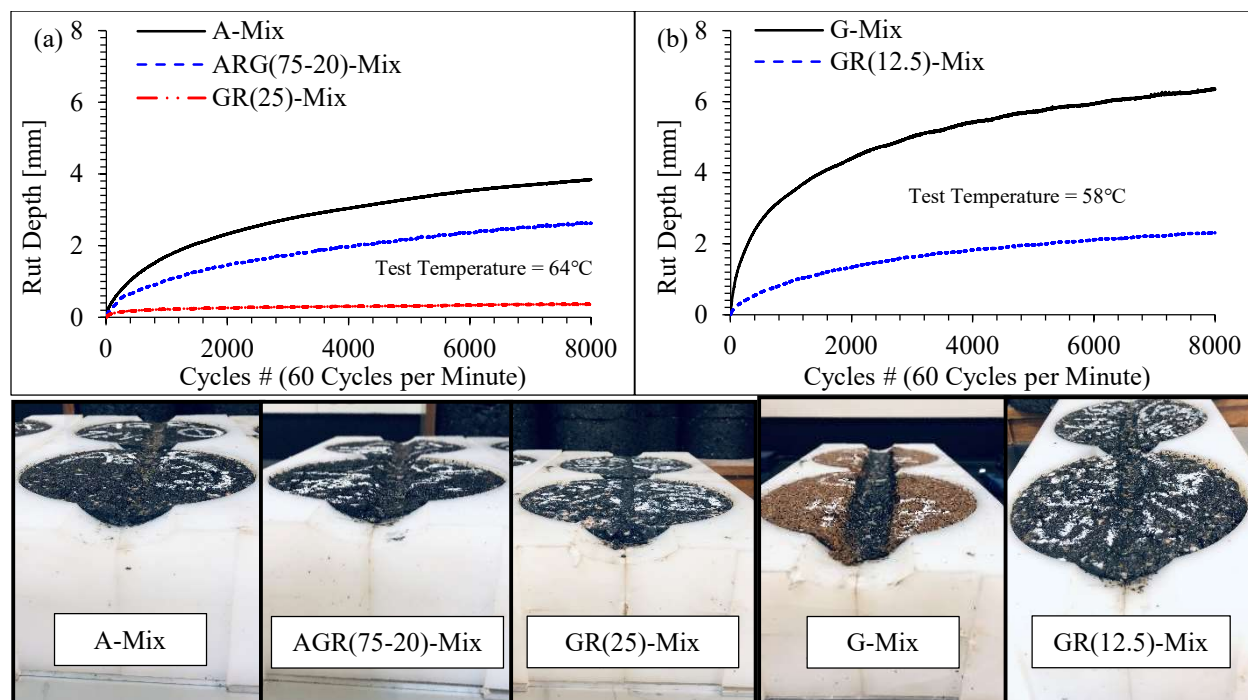 (a)
A-Mix
ARG(75-20)-Mix
GR(25)-Mix
Rut Depth [mm]
8
6
4
2
0
Test Temperature = 64℃
0 2000 4000 6000 8000
Cycles # (60 Cycles per Minute)
(b)
G-Mix
GR(12.5)-Mix
Rut Depth [mm]
8
6
4
2
0
Test Temperature = 58℃
0 2000 4000 6000 8000
Cycles # (60 Cycles per Minute)
A-Mix
AGR(75-20)-Mix
GR(25)-Mix
G-Mix
GR(12.5)-Mix